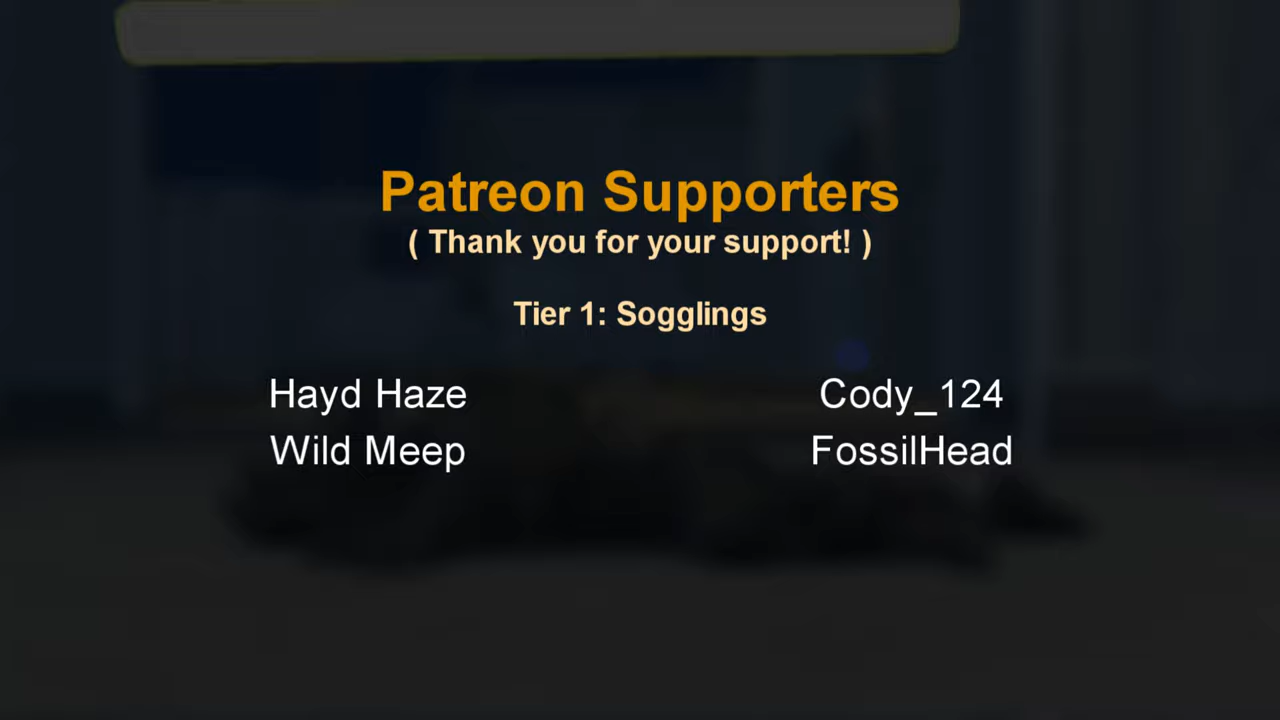 Patreon Supporters
( Thank you for your support! )
Tier 1: Sogglings
Hayd Haze Cody_124
Wild Meep FossilHead